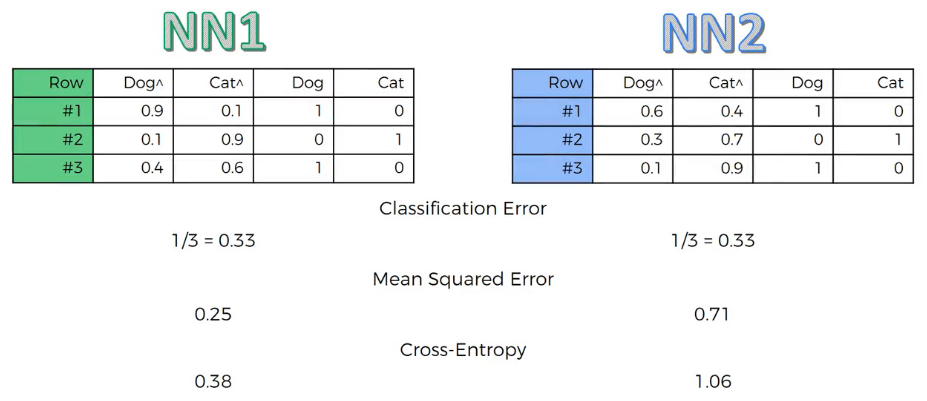 NN1 NN2
Row Dog^ Cat^ Dog Cat Row Dog^ Cat^ Dog Cat
#1 0.9 0.1 1 0 #1 0.6 0.4 1 0
#2 0.1 0.9 0 1 #2 0.3 0.7 0 1
#3 0.4 0.6 1 0 #3 0.1 0.9 1 0
Classification Error
1/3 = 0.33 1/3 = 0.33
Mean Squared Error
0.25 0.71
Cross-Entropy
0.38 1.06